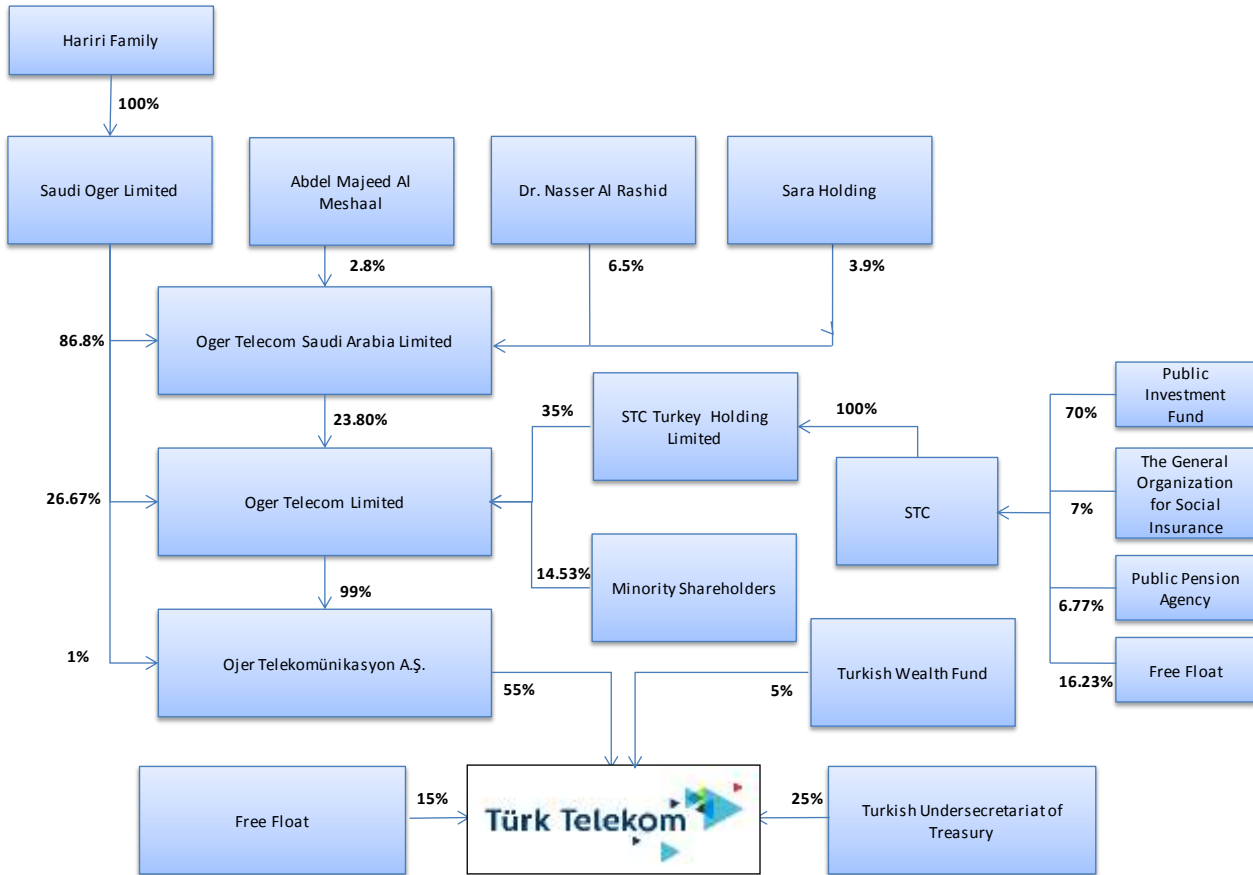 Hariri Family
100%
Saudi Oger Limited
Abdel Majeed Al
Meshaal
Dr. Nasser Al Rashid
Sara Holding
2.8%
6.5%
3.9%
86.8%
Oger Telecom Saudi Arabia Limited
23.80%
35%
STC Turkey Holding
Limited
100%
Public
Investment
Fund
70%
26.67%
Oger Telecom Limited
STC
The General
Organization
for Social
Insurance
7%
14.53%
Minority Shareholders
Public Pension
Agency
6.77%
99%
1%
Ojer Telekomünikasyon A.Ş.
55%
5%
Turkish Wealth Fund
Free Float
16.23%
Free Float
15%
Türk Telekom
25%
Turkish Undersecretariat of
Treasury